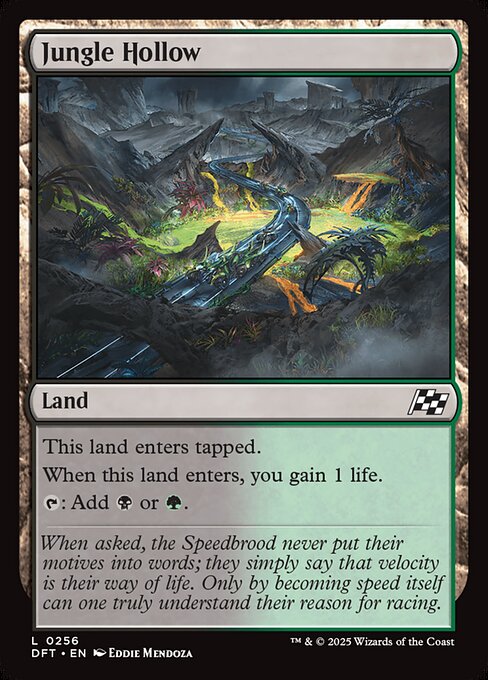 Jungle Hollow
Land
This land enters tapped.
When this land enters, you gain 1 life.
: Add or .
When asked, the Speedbrood never put their
motives into words; they simply say that velocity
is their way of life. Only by becoming speed itself
can one truly understand their reason for racing.
L 0256
DFT • EN Eddie Mendoza
™ & © 2025 Wizards of the Coast